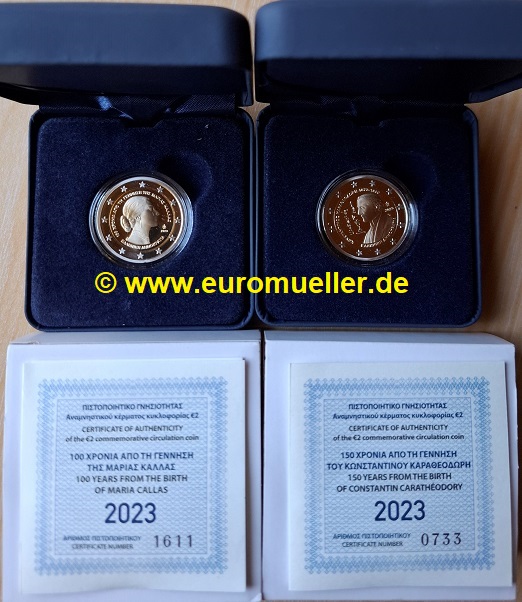 © www.euromueller.de
ΠΙΣΤΟΠΟΙΗΤΙΚΟ ΓΝΗΣΙΟΤΗΤΑΣ
Αναμνηστικού κέρματος κυκλοφορίας €2
CERTIFICATE OF AUTHENTICITY
of the €2 commemorative circulation coin
100 ΧΡΟΝΙΑ ΑΠΟ ΤΗ ΓΕΝΝΗΣΗ
ΤΗΣ ΜΑΡΙΑΣ ΚΑΛΛΑΣ
100 YEARS FROM THE BIRTH
OF MARIA CALLAS
2023
ΑΡΙΘΜΟΣ ΠΙΣΤΟΠΟΙΗΤΙΚΟΥ
CERTIFICATE NUMBER 1611
ΠΙΣΤΟΠΟΙΗΤΙΚΟ ΓΝΗΣΙΟΤΗΤΑΣ
Αναμνηστικού κέρματος κυκλοφορίας €2
CERTIFICATE OF AUTHENTICITY
of the €2 commemorative circulation coin
150 ΧΡΟΝΙΑ ΑΠΟ ΤΗ ΓΕΝΝΗΣΗ
ΤΟΥ ΚΩΝΣΤΑΝΤΙΝΟΥ ΚΑΡΑΘΕΟΔΩΡΗ
150 YEARS FROM THE BIRTH
OF CONSTANTIN CARATHÉODORY
2023
ΑΡΙΘΜΟΣ ΠΙΣΤΟΠΟΙΗΤΙΚΟΥ
CERTIFICATE NUMBER 0733